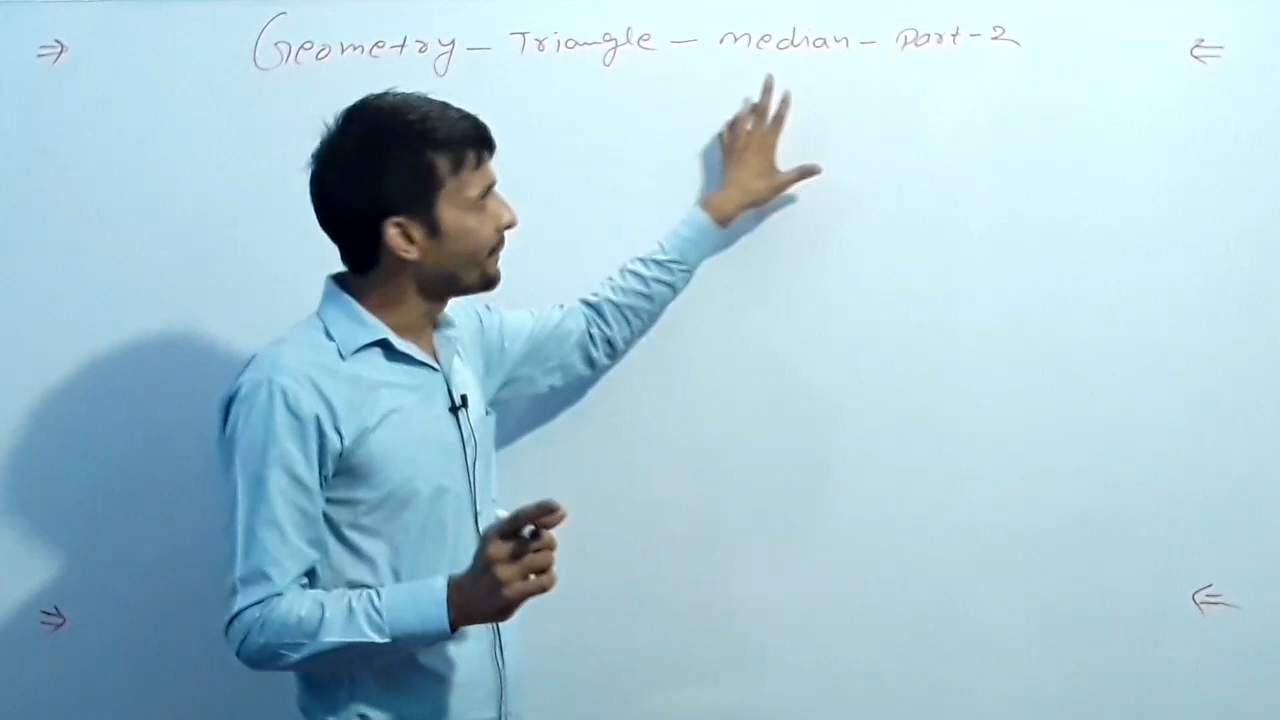 ⇒ Geometry - Triangle - median - Part-2 ⇐
⇒ ⇐